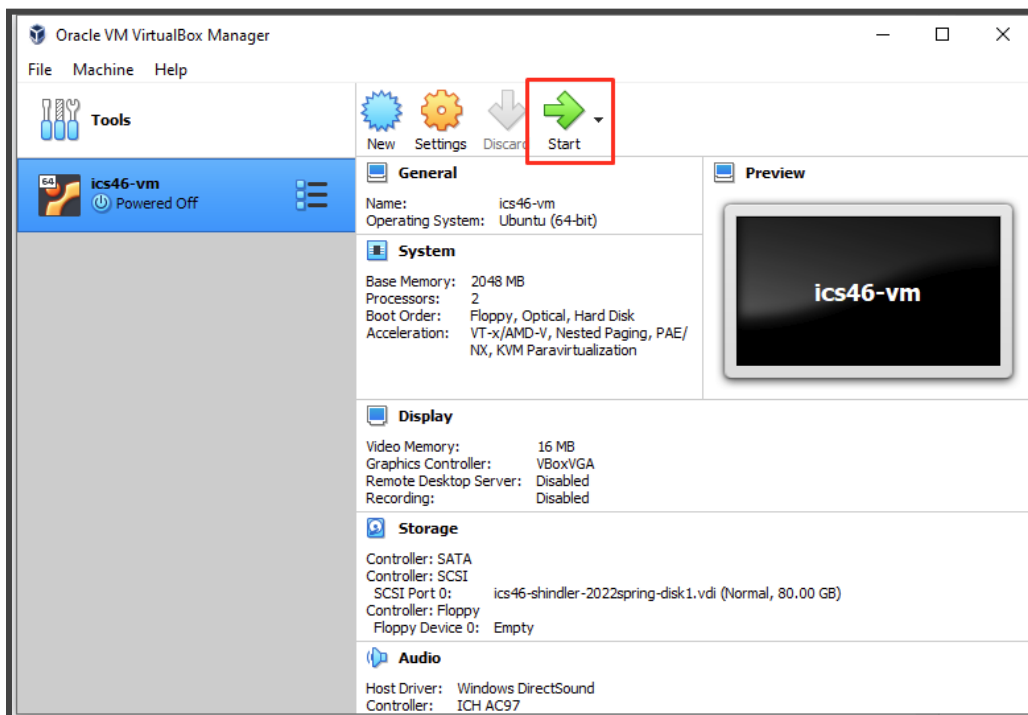 Oracle VM VirtualBox Manager
File Machine Help
Tools
New Settings Discard Start
64
ics46-vm
Powered Off
General
Name: ics46-vm
Operating System: Ubuntu (64-bit)
Preview
ics46-vm
System
Base Memory: 2048 MB
Processors: 2
Boot Order: Floppy, Optical, Hard Disk
Acceleration: VT-x/AMD-V, Nested Paging, PAE/
NX, KVM Paravirtualization
Display
Video Memory: 16 MB
Graphics Controller: VBoxVGA
Remote Desktop Server: Disabled
Recording: Disabled
Storage
Controller: SATA
Controller: SCSI
SCSI Port 0: ics46-shindler-2022spring-disk1.vdi (Normal, 80.00 GB)
Controller: Floppy
Floppy Device 0: Empty
Audio
Host Driver: Windows DirectSound
Controller: ICH AC97